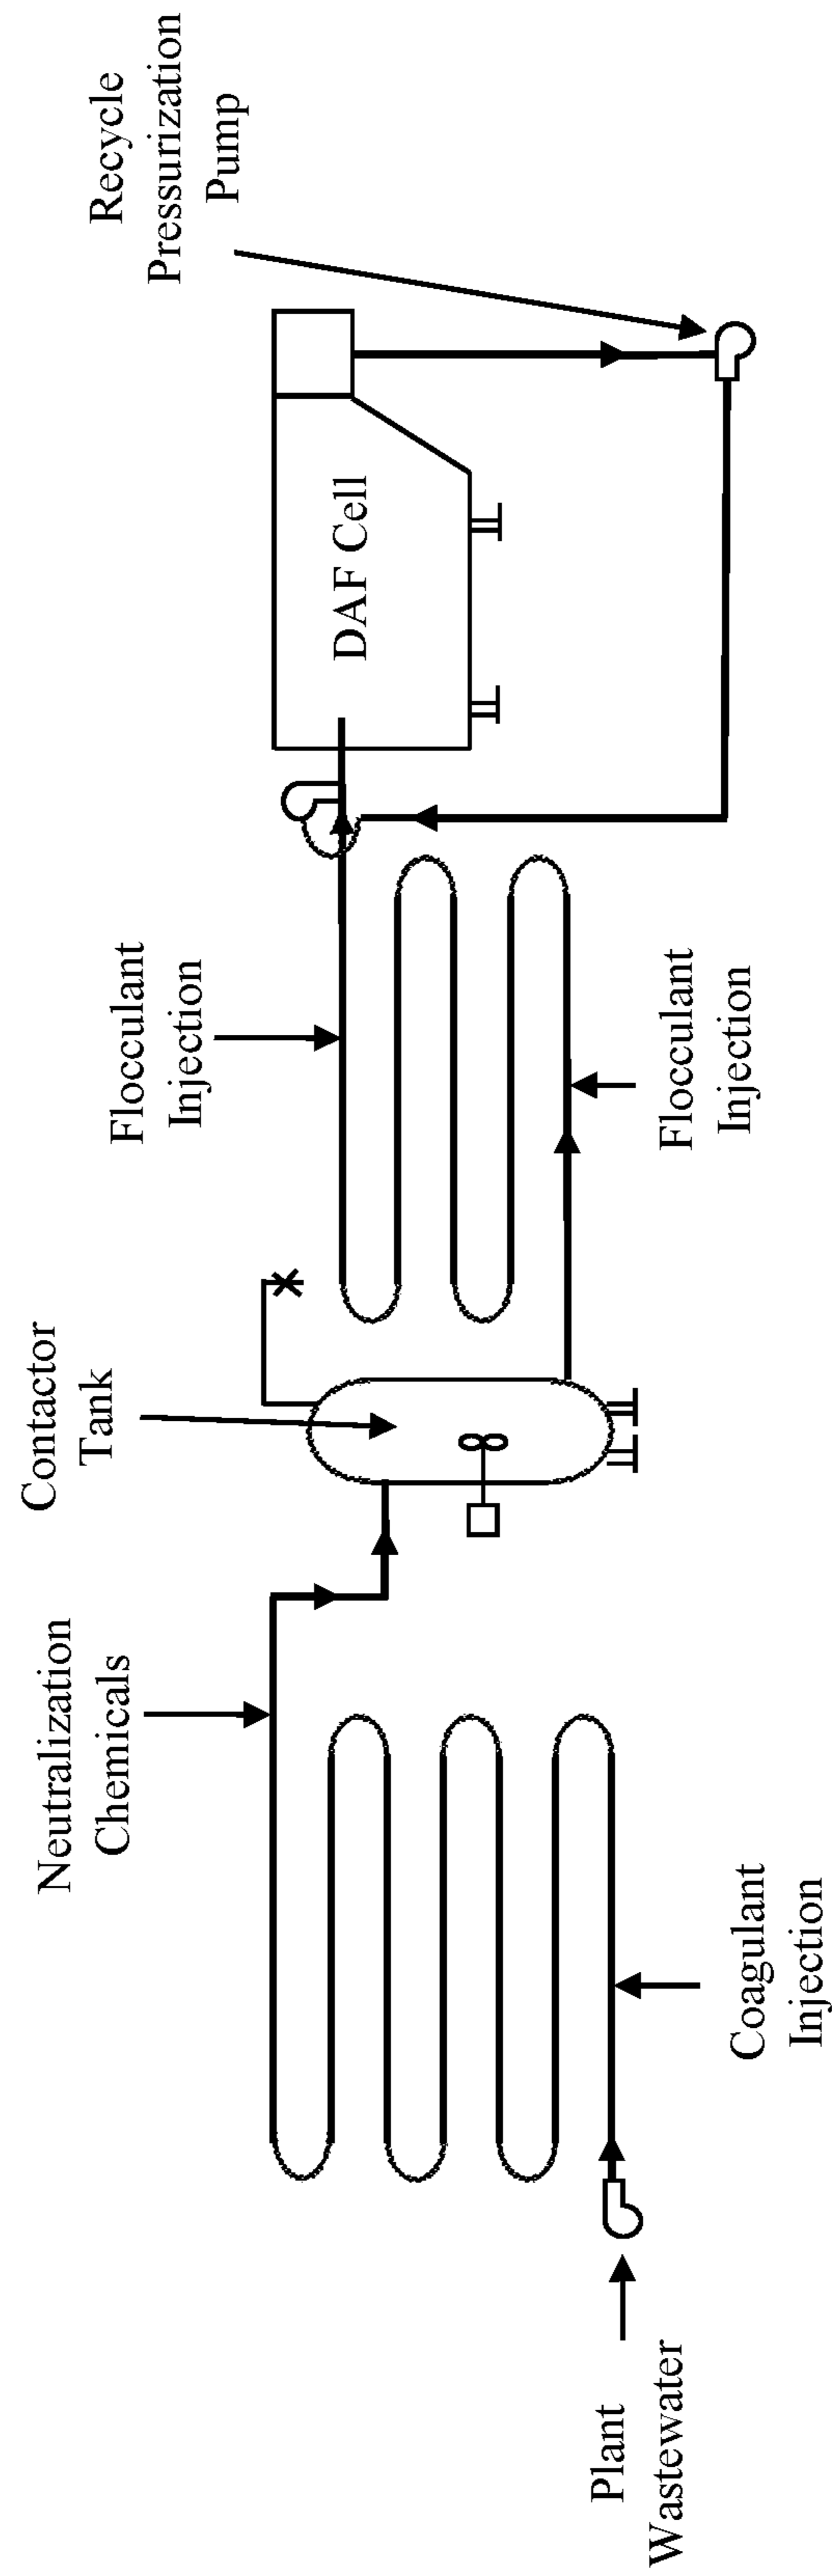 Plant
Wastewater
Coagulant
Injection
Neutralization
Chemicals
Contactor
Tank
Flocculant
Injection
Flocculant
Injection
DAF Cell
Recycle
Pressurization
Pump